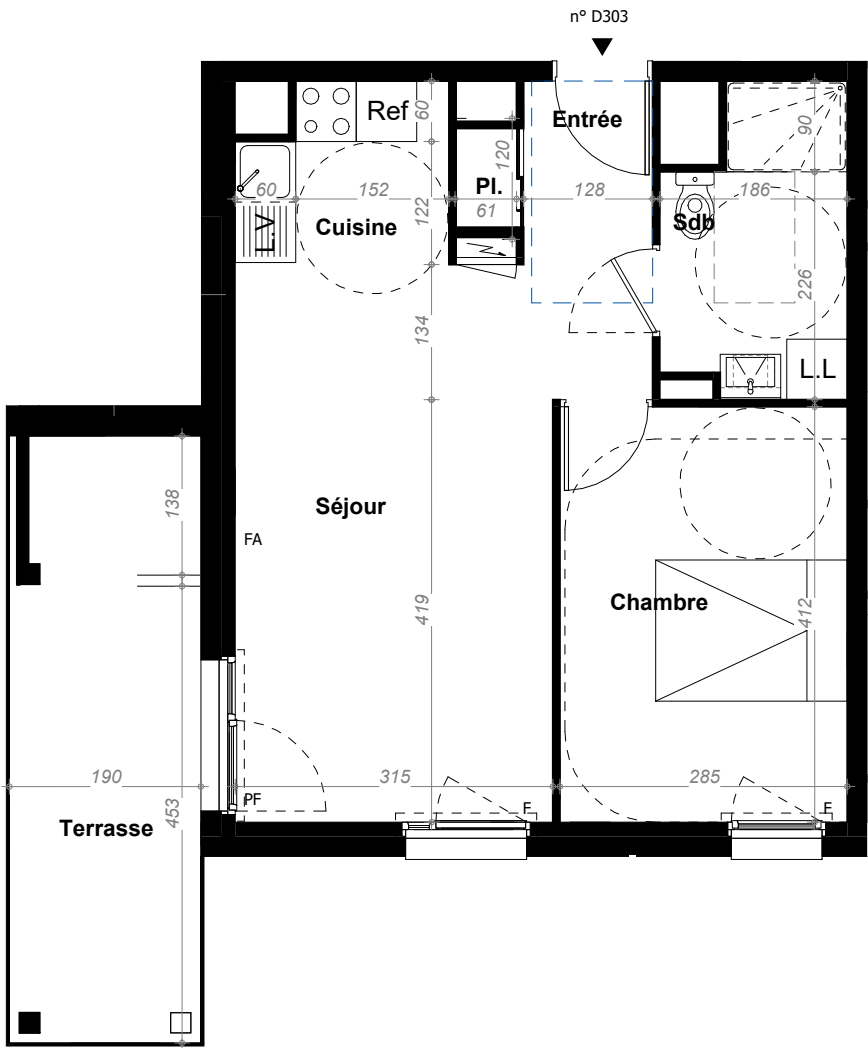 n° D303
Entrée
Ref
60
90
120
Pl.
61
60
152
122
128
186
Sdb
Cuisine
L.V
226
134
L.L
138
Séjour
FA
Chambre
412
419
190
315
285
PF
F
F
Terrasse
453